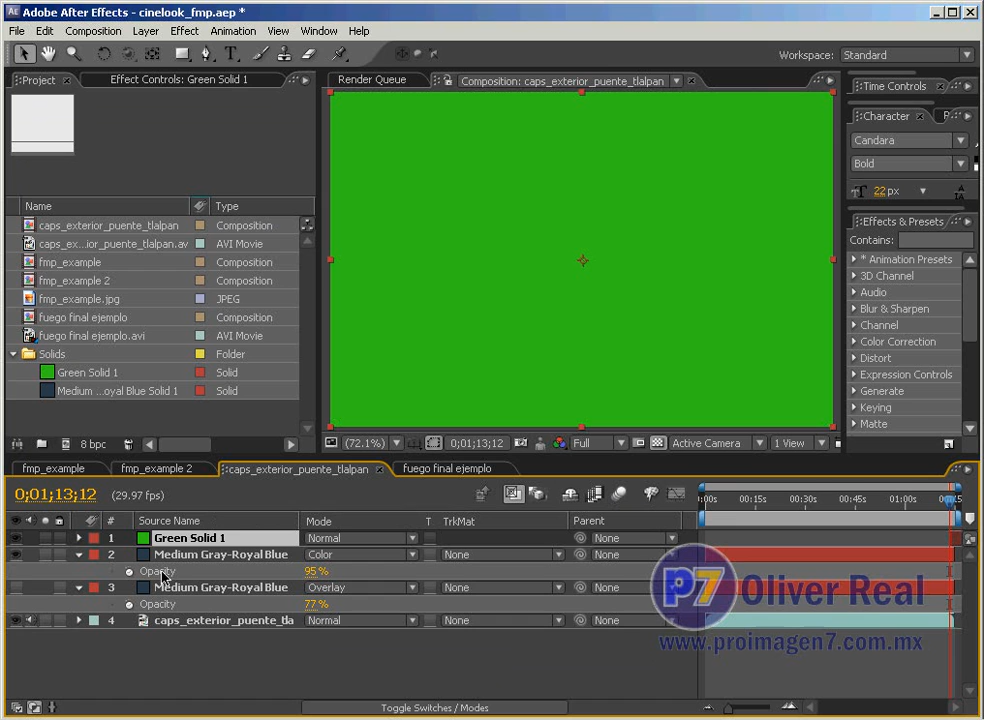 Adobe After Effects - cinelook_fmp.aep *
File Edit Composition Layer Effect Animation View Window Help
Workspace: Standard
Project Effect Controls: Green Solid 1
Render Queue Composition: caps_exterior_puente_tlalpan
Time Controls
Character
Candara
Bold
22 px
Effects & Presets
Contains:
* Animation Presets
3D Channel
Audio
Blur & Sharpen
Channel
Color Correction
Distort
Expression Controls
Generate
Keying
Matte
Name Type
caps_exterior_puente_tlalpan Composition
caps_ex...ior_puente_tlalpan.av AVI Movie
fmp_example Composition
fmp_example 2 Composition
fmp_example.jpg JPEG
fuego final ejemplo Composition
fuego final ejemplo.avi AVI Movie
Solids Folder
Green Solid 1 Solid
Medium ...oyal Blue Solid 1 Solid
8 bpc
(72.1%) 0;01;13;12 Full Active Camera 1 View
fmp_example fmp_example 2 caps_exterior_puente_tlalpan fuego final ejemplo
0;01;13;12 (29.97 fps)
:00s 00:15s 00:30s 00:45s 01:00s
# Source Name Mode T TrkMat Parent
1 Green Solid 1 Normal None
2 Medium Gray-Royal Blue Color None None
Opacity 95 %
3 Medium Gray-Royal Blue Overlay None None
Opacity 77 %
4 caps_exterior_puente_tla Normal None None
P7 Oliver Real
www.proimagen7.com.mx
Toggle Switches / Modes